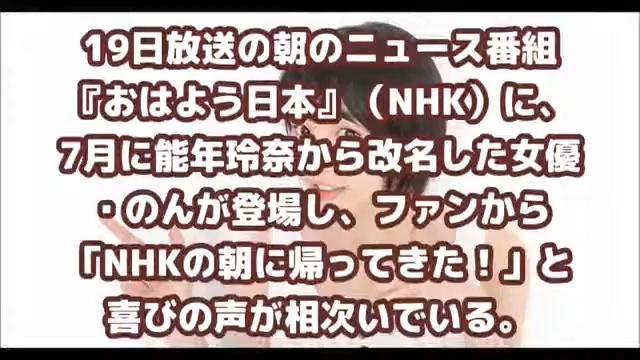 19日放送の朝のニュース番組
『おはよう日本』（NHK）に、
7月に能年玲奈から改名した女優
・のんが登場し、ファンから
「NHKの朝に帰ってきた！」と
喜びの声が相次いでいる。